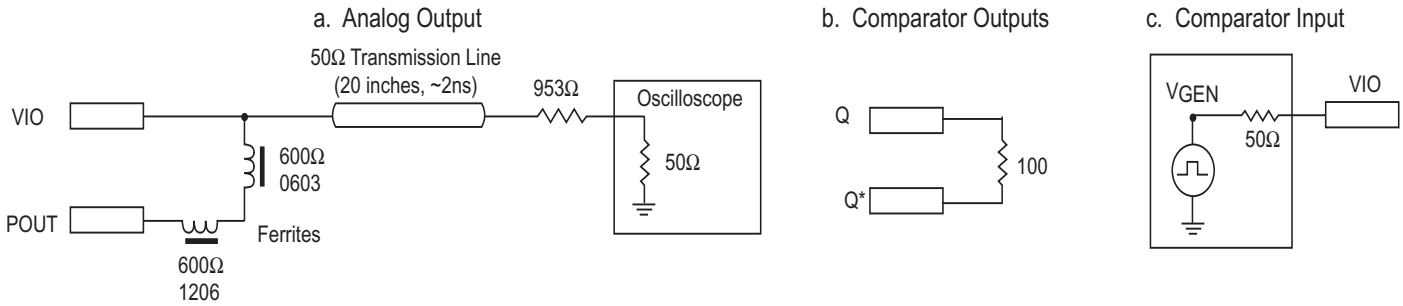 a. Analog Output
50Ω Transmission Line
(20 inches, ~2ns)
953Ω
Oscilloscope
50Ω
VIO
600Ω
0603
POUT
Ferrites
600Ω
1206
b. Comparator Outputs
Q
100
Q*
c. Comparator Input
VGEN
50Ω
VIO